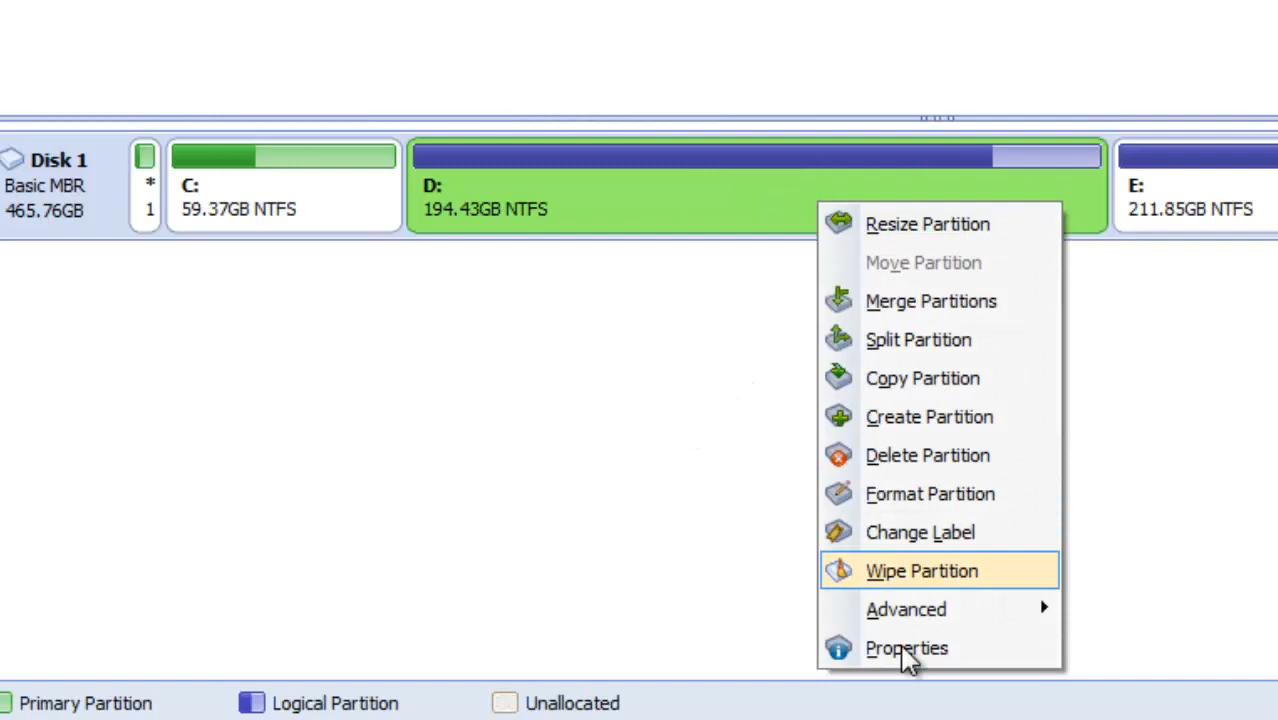 Disk 1
Basic MBR
465.76GB
*
1
C:
59.37GB NTFS
D:
194.43GB NTFS
E:
211.85GB NTFS
Resize Partition
Move Partition
Merge Partitions
Split Partition
Copy Partition
Create Partition
Delete Partition
Format Partition
Change Label
Wipe Partition
Advanced
Properties
Primary Partition
Logical Partition
Unallocated